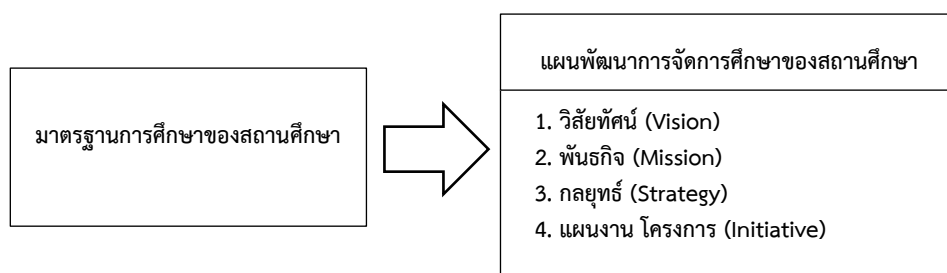 มาตรฐานการศึกษาของสถานศึกษา
แผนพัฒนาการจัดการศึกษาของสถานศึกษา
1. วิสัยทัศน์ (Vision)
2. พันธกิจ (Mission)
3. กลยุทธ์ (Strategy)
4. แผนงาน โครงการ (Initiative)